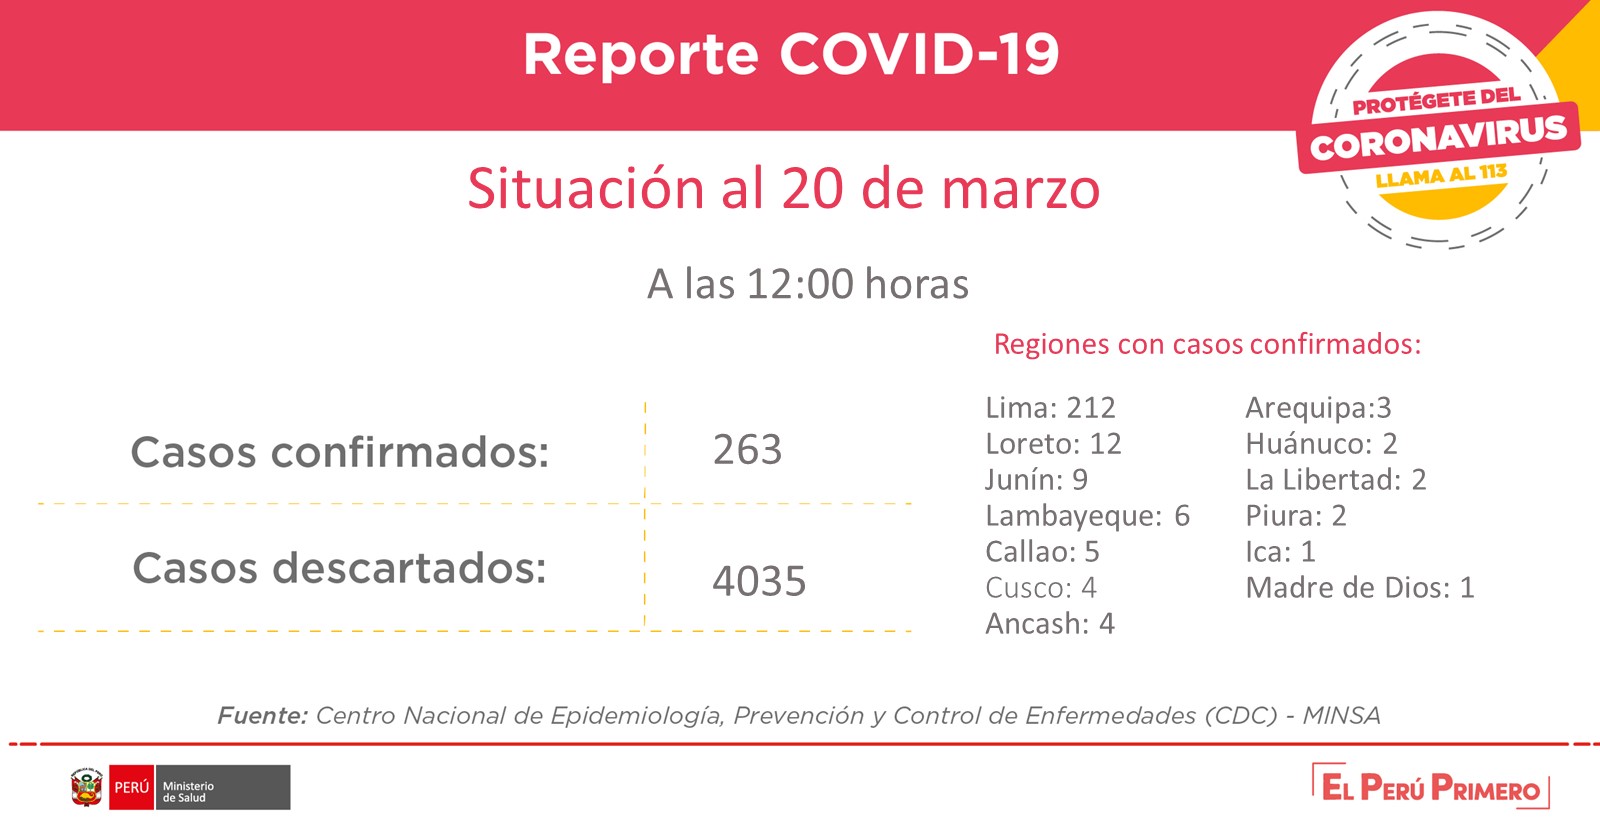 Reporte COVID-19
PROTÉGETE DEL
CORONAVIRUS
LLAMA AL 113
Situación al 20 de marzo
A las 12:00 horas
Casos confirmados: 263
Casos descartados: 4035
Regiones con casos confirmados:
Lima: 212
Loreto: 12
Junín: 9
Lambayeque: 6
Callao: 5
Cusco: 4
Ancash: 4
Arequipa:3
Huánuco: 2
La Libertad: 2
Piura: 2
Ica: 1
Madre de Dios: 1
Fuente: Centro Nacional de Epidemiología, Prevención y Control de Enfermedades (CDC) - MINSA
PERÚ
Ministerio
de Salud
EL PERÚ PRIMERO